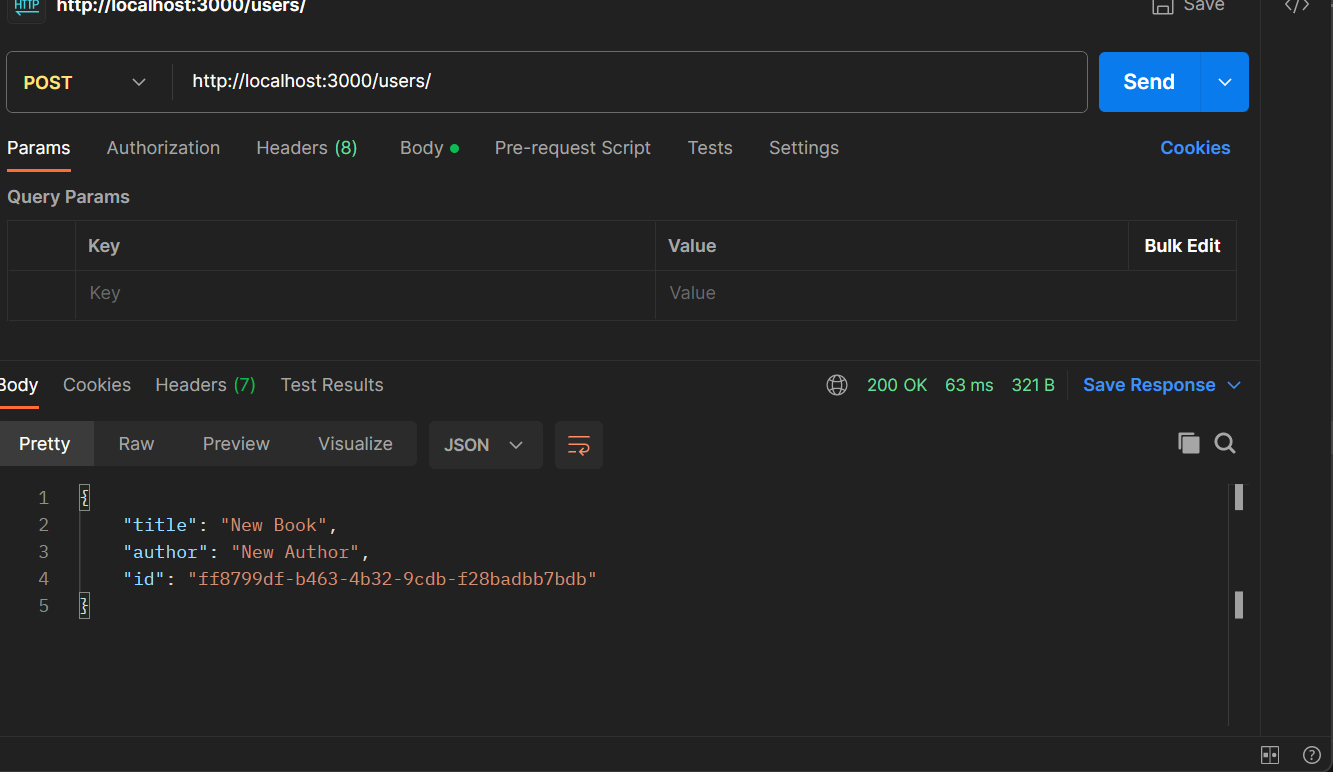 HTTP http://localhost:3000/users/ Save </>
POST http://localhost:3000/users/ Send
Params Authorization Headers (8) Body Pre-request Script Tests Settings Cookies
Query Params
Key Value Bulk Edit
Key Value
Body Cookies Headers (7) Test Results 200 OK 63 ms 321 B Save Response
Pretty Raw Preview Visualize JSON
1 {
2 "title": "New Book",
3 "author": "New Author",
4 "id": "ff8799df-b463-4b32-9cdb-f28badbb7bdb"
5 }
?